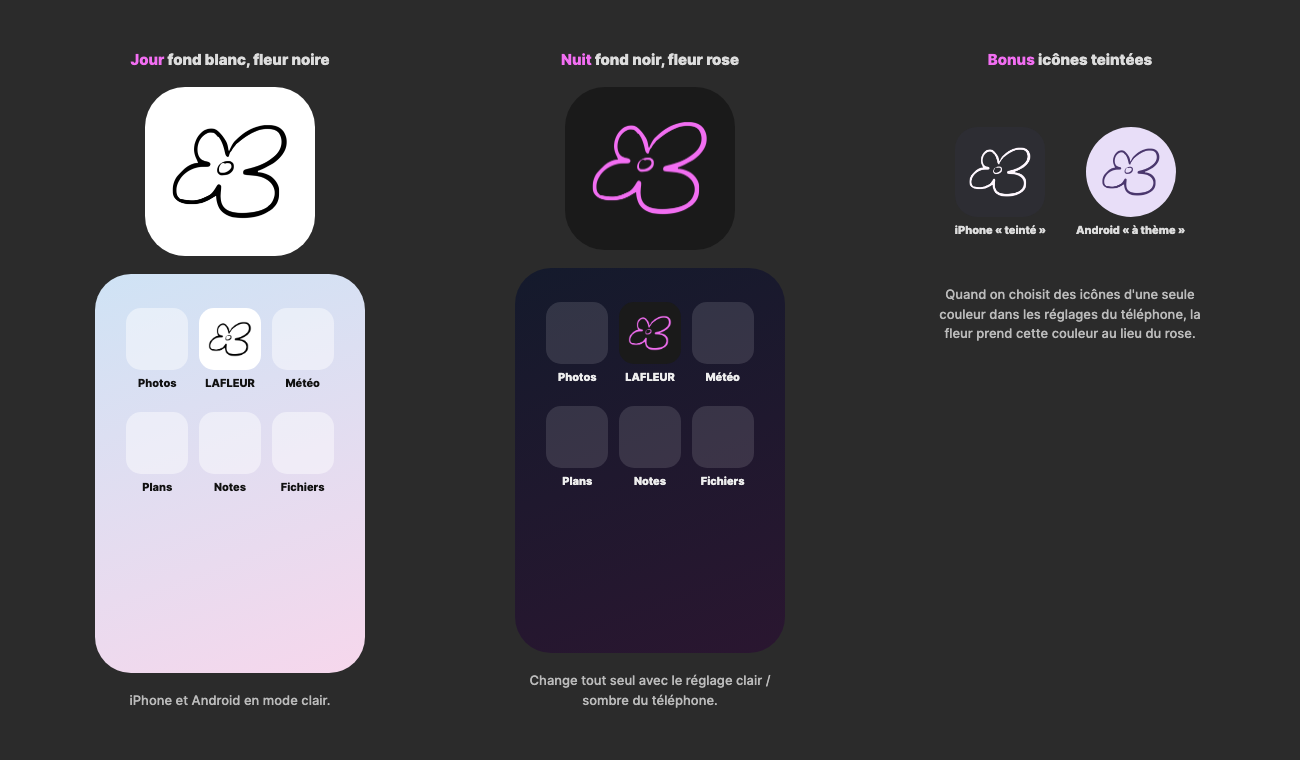 Jour fond blanc, fleur noire
Photos
LAFLEUR
Météo
Plans
Notes
Fichiers
iPhone et Android en mode clair.
Nuit fond noir, fleur rose
Photos
LAFLEUR
Météo
Plans
Notes
Fichiers
Change tout seul avec le réglage clair /
sombre du téléphone.
Bonus icônes teintées
iPhone « teinté »
Android « à thème »
Quand on choisit des icônes d'une seule
couleur dans les réglages du téléphone, la
fleur prend cette couleur au lieu du rose.